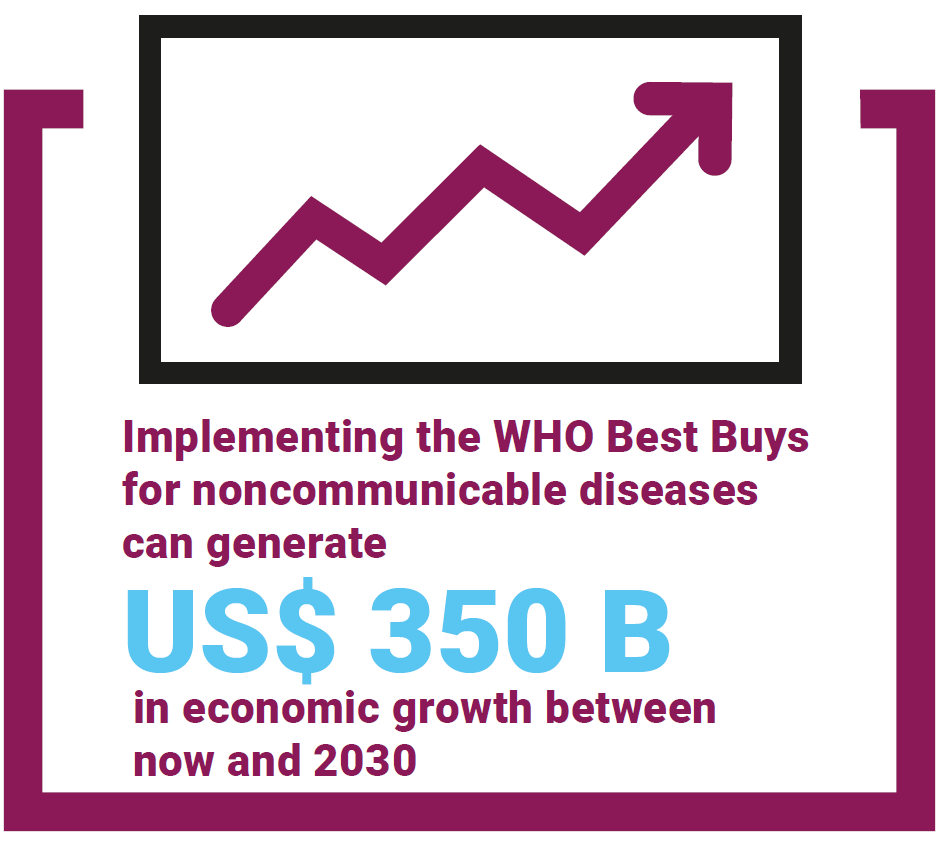 Implementing the WHO Best Buys
for noncommunicable diseases
can generate
US$ 350 B
in economic growth between
now and 2030